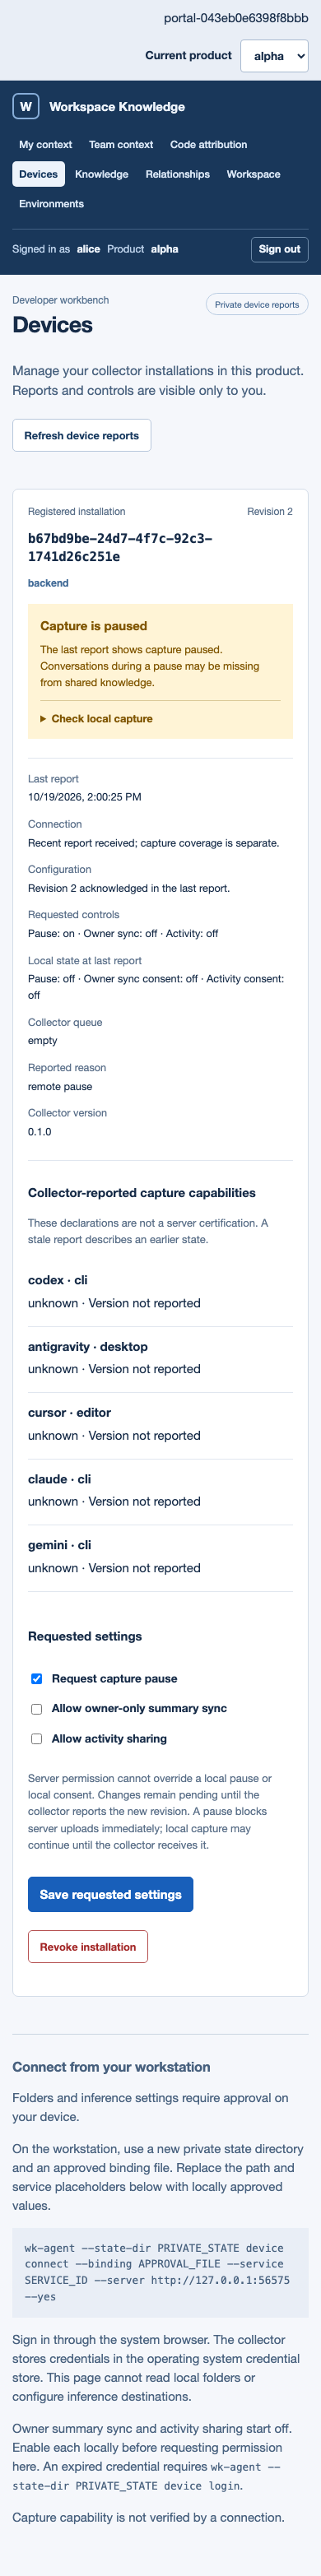 portal-043eb0e6398f8bbb
Current product alpha
W Workspace Knowledge
My context Team context Code attribution
Devices Knowledge Relationships Workspace
Environments
Signed in as alice Product alpha Sign out
Developer workbench
Private device reports
Devices
Manage your collector installations in this product.
Reports and controls are visible only to you.
Refresh device reports
Registered installation Revision 2
b67bd9be-24d7-4f7c-92c3-
1741d26c251e
backend
Capture is paused
The last report shows capture paused.
Conversations during a pause may be missing
from shared knowledge.
Check local capture
Last report
10/19/2026, 2:00:25 PM
Connection
Recent report received; capture coverage is separate.
Configuration
Revision 2 acknowledged in the last report.
Requested controls
Pause: on · Owner sync: off · Activity: off
Local state at last report
Pause: off · Owner sync consent: off · Activity consent:
off
Collector queue
empty
Reported reason
remote pause
Collector version
0.1.0
Collector-reported capture capabilities
These declarations are not a server certification. A
stale report describes an earlier state.
codex · cli
unknown · Version not reported
antigravity · desktop
unknown · Version not reported
cursor · editor
unknown · Version not reported
claude · cli
unknown · Version not reported
gemini · cli
unknown · Version not reported
Requested settings
Request capture pause
Allow owner-only summary sync
Allow activity sharing
Server permission cannot override a local pause or
local consent. Changes remain pending until the
collector reports the new revision. A pause blocks
server uploads immediately; local capture may
continue until the collector receives it.
Save requested settings
Revoke installation
Connect from your workstation
Folders and inference settings require approval on
your device.
On the workstation, use a new private state directory
and an approved binding file. Replace the path and
service placeholders below with locally approved
values.
wk-agent --state-dir PRIVATE_STATE device
connect --binding APPROVAL_FILE --service
SERVICE_ID --server http://127.0.0.1:56575
--yes
Sign in through the system browser. The collector
stores credentials in the operating system credential
store. This page cannot read local folders or
configure inference destinations.
Owner summary sync and activity sharing start off.
Enable each locally before requesting permission
here. An expired credential requires wk-agent --
state-dir PRIVATE_STATE device login.
Capture capability is not verified by a connection.